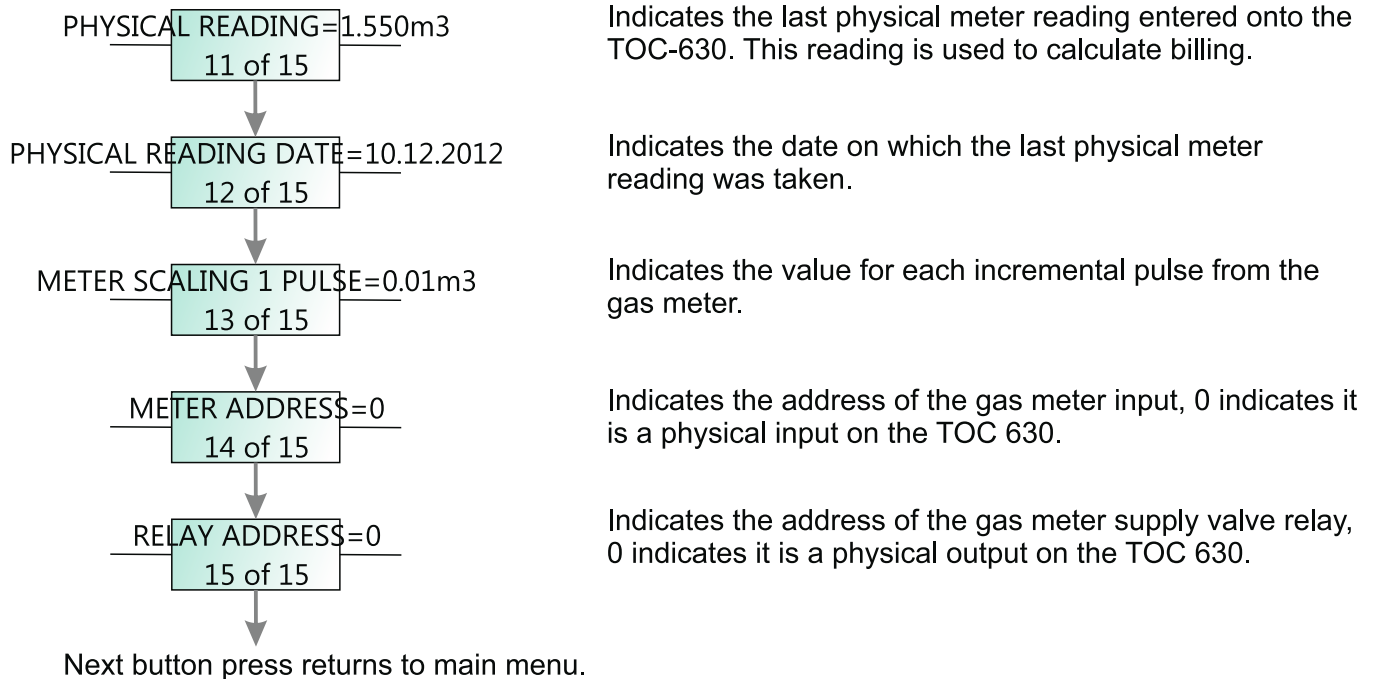 PHYSICAL READING=1.550m3
11 of 15
Indicates the last physical meter reading entered onto the
TOC-630. This reading is used to calculate billing.
PHYSICAL READING DATE=10.12.2012
12 of 15
Indicates the date on which the last physical meter
reading was taken.
METER SCALING 1 PULSE=0.01m3
13 of 15
Indicates the value for each incremental pulse from the
gas meter.
METER ADDRESS=0
14 of 15
Indicates the address of the gas meter input, 0 indicates it
is a physical input on the TOC 630.
RELAY ADDRESS=0
15 of 15
Indicates the address of the gas meter supply valve relay,
0 indicates it is a physical output on the TOC 630.
Next button press returns to main menu.